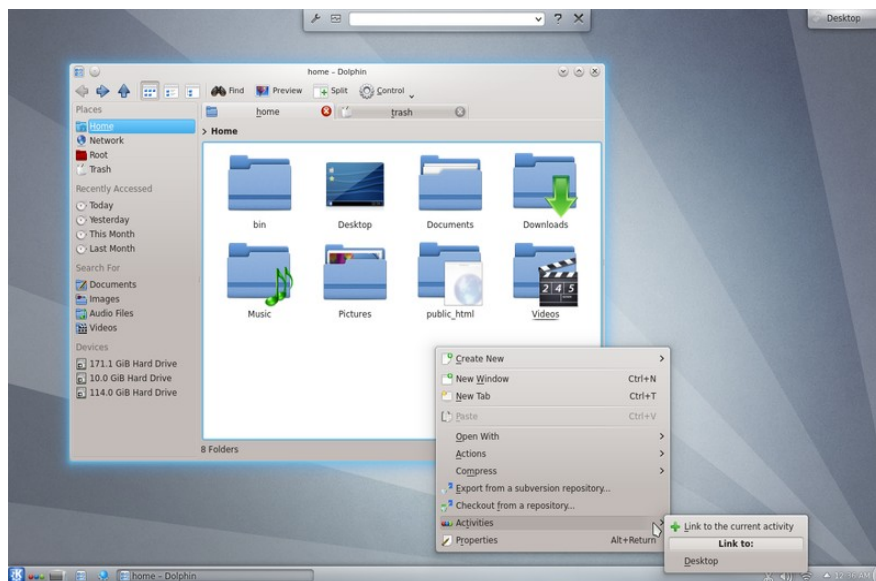 Desktop
home – Dolphin
Find Preview Split Control
Places
home trash
Home
> Home
Network
Root
Trash
Recently Accessed
Today
Yesterday
This Month
Last Month
Search For
Documents
Images
Audio Files
Videos
Devices
171.1 GiB Hard Drive
10.0 GiB Hard Drive
114.0 GiB Hard Drive
bin Desktop Documents Downloads
Music Pictures public_html Videos
8 Folders
Create New
New Window Ctrl+N
New Tab Ctrl+T
Paste Ctrl+V
Open With
Actions
Compress
Export from a subversion repository...
Checkout from a repository...
Activities
Properties Alt+Return
Link to the current activity
Link to:
Desktop
home – Dolphin